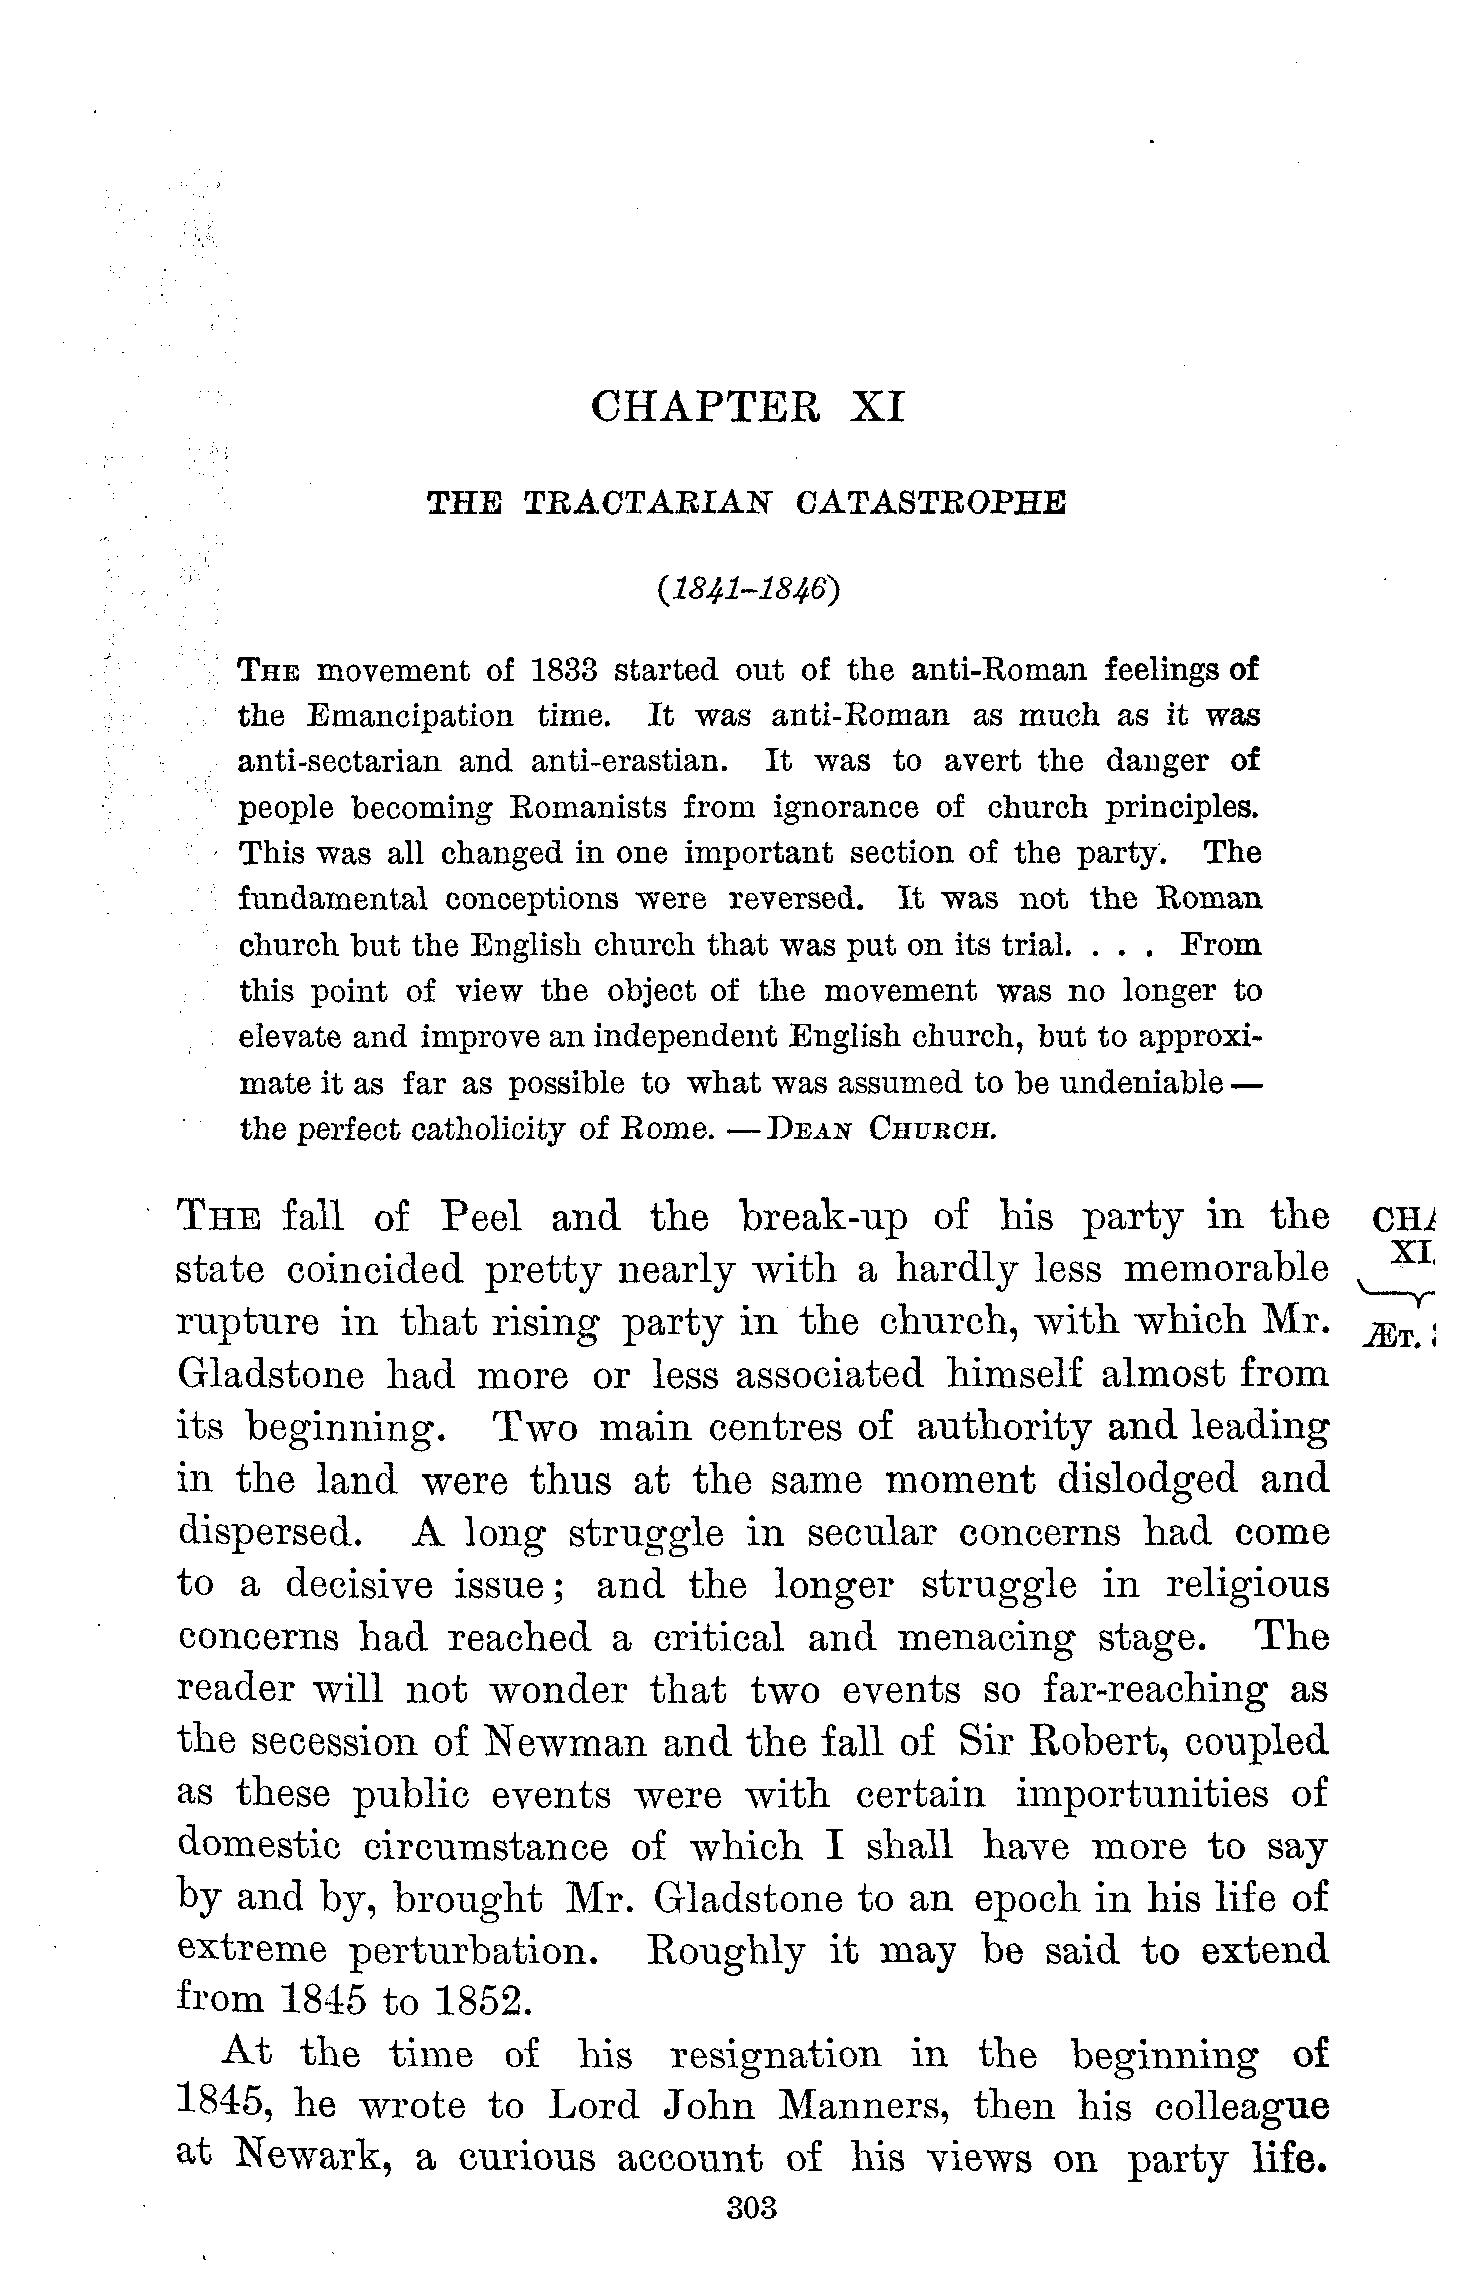 CHAPTER XI
THE TRACTARIAN CATASTROPHE
(1841–1846)
THE movement of 1833 started out of the anti-Roman feelings of
the Emancipation time. It was anti-Roman as much as it was
anti-sectarian and anti-erastian. It was to avert the danger of
people becoming Romanists from ignorance of church principles.
This was all changed in one important section of the party. The
fundamental conceptions were reversed. It was not the Roman
church but the English church that was put on its trial. . . . From
this point of view the object of the movement was no longer to
elevate and improve an independent English church, but to approxi-
mate it as far as possible to what was assumed to be undeniable—
the perfect catholicity of Rome. — DEAN CHURCH.
THE fall of Peel and the break-up of his party in the
state coincided pretty nearly with a hardly less memorable
rupture in that rising party in the church, with which Mr.
Gladstone had more or less associated himself almost from
its beginning. Two main centres of authority and leading
in the land were thus at the same moment dislodged and
dispersed. A long struggle in secular concerns had come
to a decisive issue; and the longer struggle in religious
concerns had reached a critical and menacing stage. The
reader will not wonder that two events so far-reaching as
the secession of Newman and the fall of Sir Robert, coupled
as these public events were with certain importunities of
domestic circumstance of which I shall have more to say
by and by, brought Mr. Gladstone to an epoch in his life of
extreme perturbation. Roughly it may be said to extend
from 1845 to 1852.
At the time of his resignation in the beginning of
1845, he wrote to Lord John Manners, then his colleague
at Newark, a curious account of his views on party life.
XI.
ÆT.
303